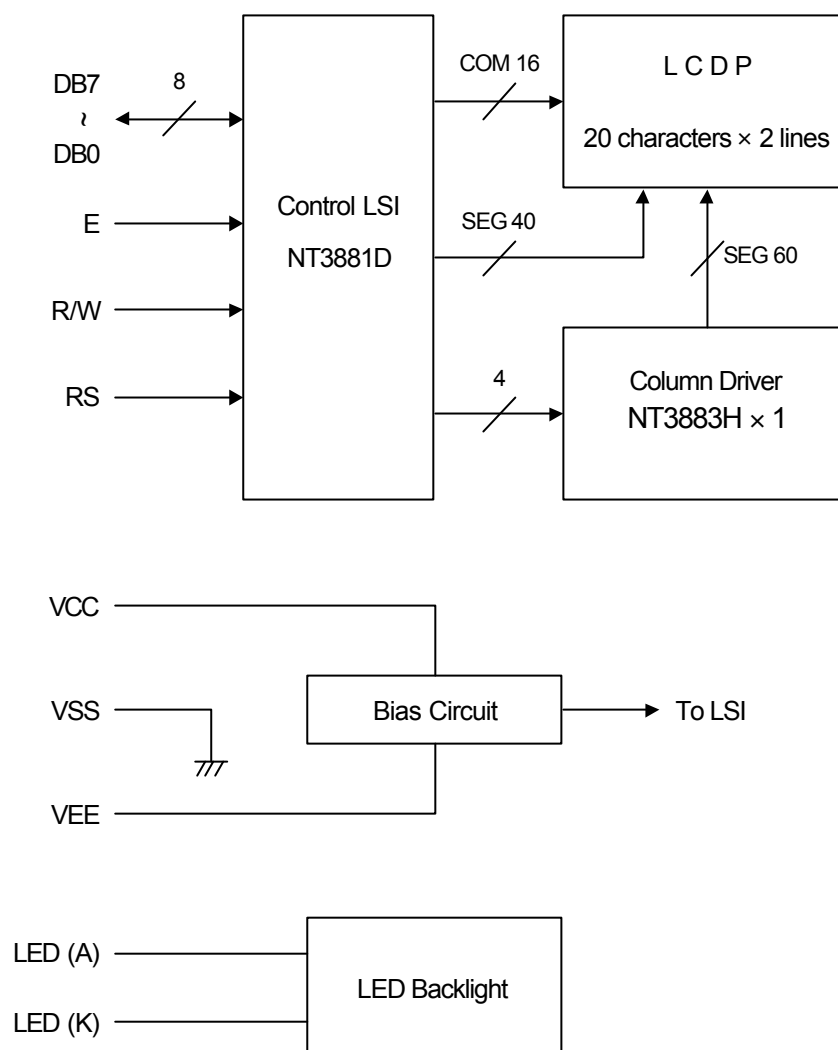 DB7
~
DB0
8
E
R/W
RS
Control LSI
NT3881D
COM 16
SEG 40
4
L C D P
20 characters × 2 lines
SEG 60
Column Driver
NT3883H × 1
VCC
VSS
VEE
Bias Circuit
To LSI
LED (A)
LED (K)
LED Backlight